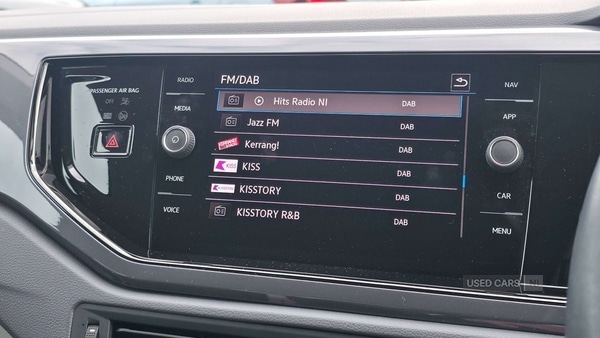 PASSENGER AIR BAG
OFF
RADIO
MEDIA
PHONE
VOICE
FM/DAB
Hits Radio NI DAB
Jazz FM DAB
Kerrang! DAB
KISS DAB
KISSTORY DAB
KISSTORY R&B DAB
NAV
APP
CAR
MENU
USED CARS NI